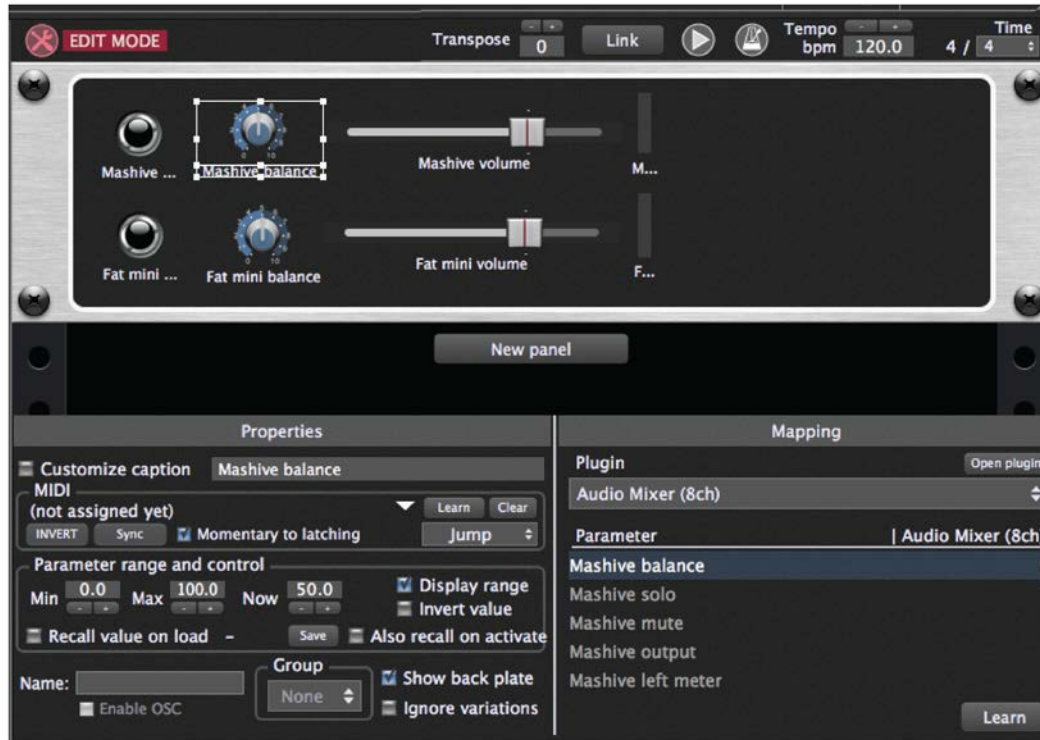 EDIT MODE
Transpose
- +
0
Link
Tempo
bpm
- +
120.0
Time
4 / 4
0 10
Mashive ...
Mashive balance
Mashive volume
M...
0 10
Fat mini ...
Fat mini balance
Fat mini volume
F...
New panel
Properties
Customize caption
Mashive balance
MIDI
(not assigned yet)
Learn
Clear
INVERT
Sync
Momentary to latching
Jump
Parameter range and control
Min 0.0 Max 100.0 Now 50.0
- + - + - +
Display range
Invert value
Recall value on load -
Save
Also recall on activate
Name:
Enable OSC
Group
None
Show back plate
Ignore variations
Mapping
Plugin
Open plugin
Audio Mixer (8ch)
Parameter | Audio Mixer (8ch
Mashive balance
Mashive solo
Mashive mute
Mashive output
Mashive left meter
Learn